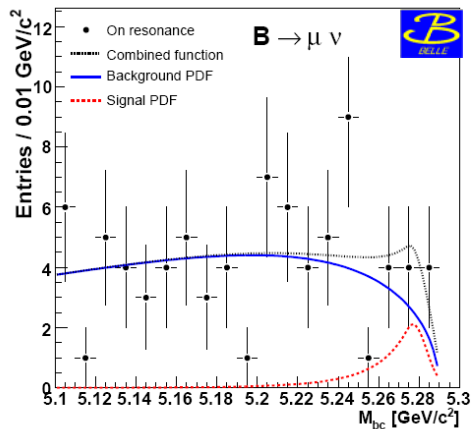 On resonance
Combined function
Background PDF
Signal PDF
B → μ ν
B
BELLE
Entries / 0.01 GeV/c²
12
10
8
6
4
2
0
5.1 5.12 5.14 5.16 5.18 5.2 5.22 5.24 5.26 5.28 5.3
M_bc [GeV/c²]